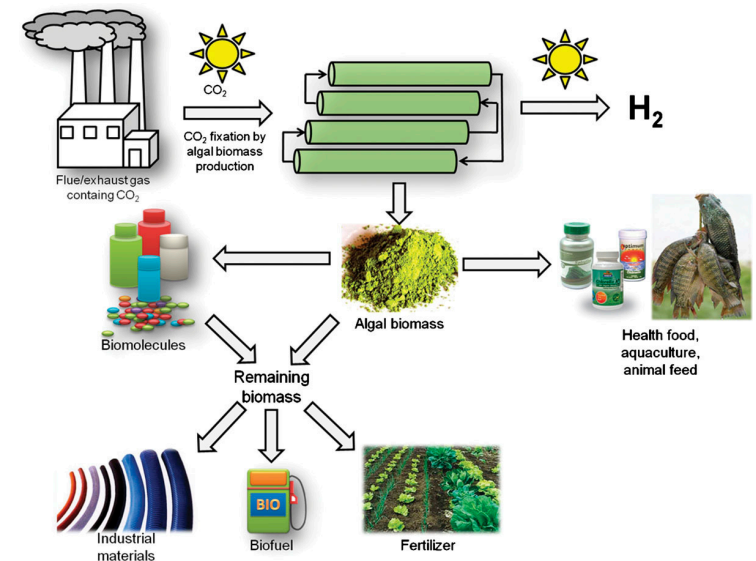 CO₂
H₂
CO₂ fixation by
algal biomass
production
Flue/exhaust gas
containg CO₂
optimum
Biomolecules
Algal biomass
Health food,
aquaculture,
animal feed
Remaining
biomass
BIO
Industrial
materials
Biofuel
Fertilizer